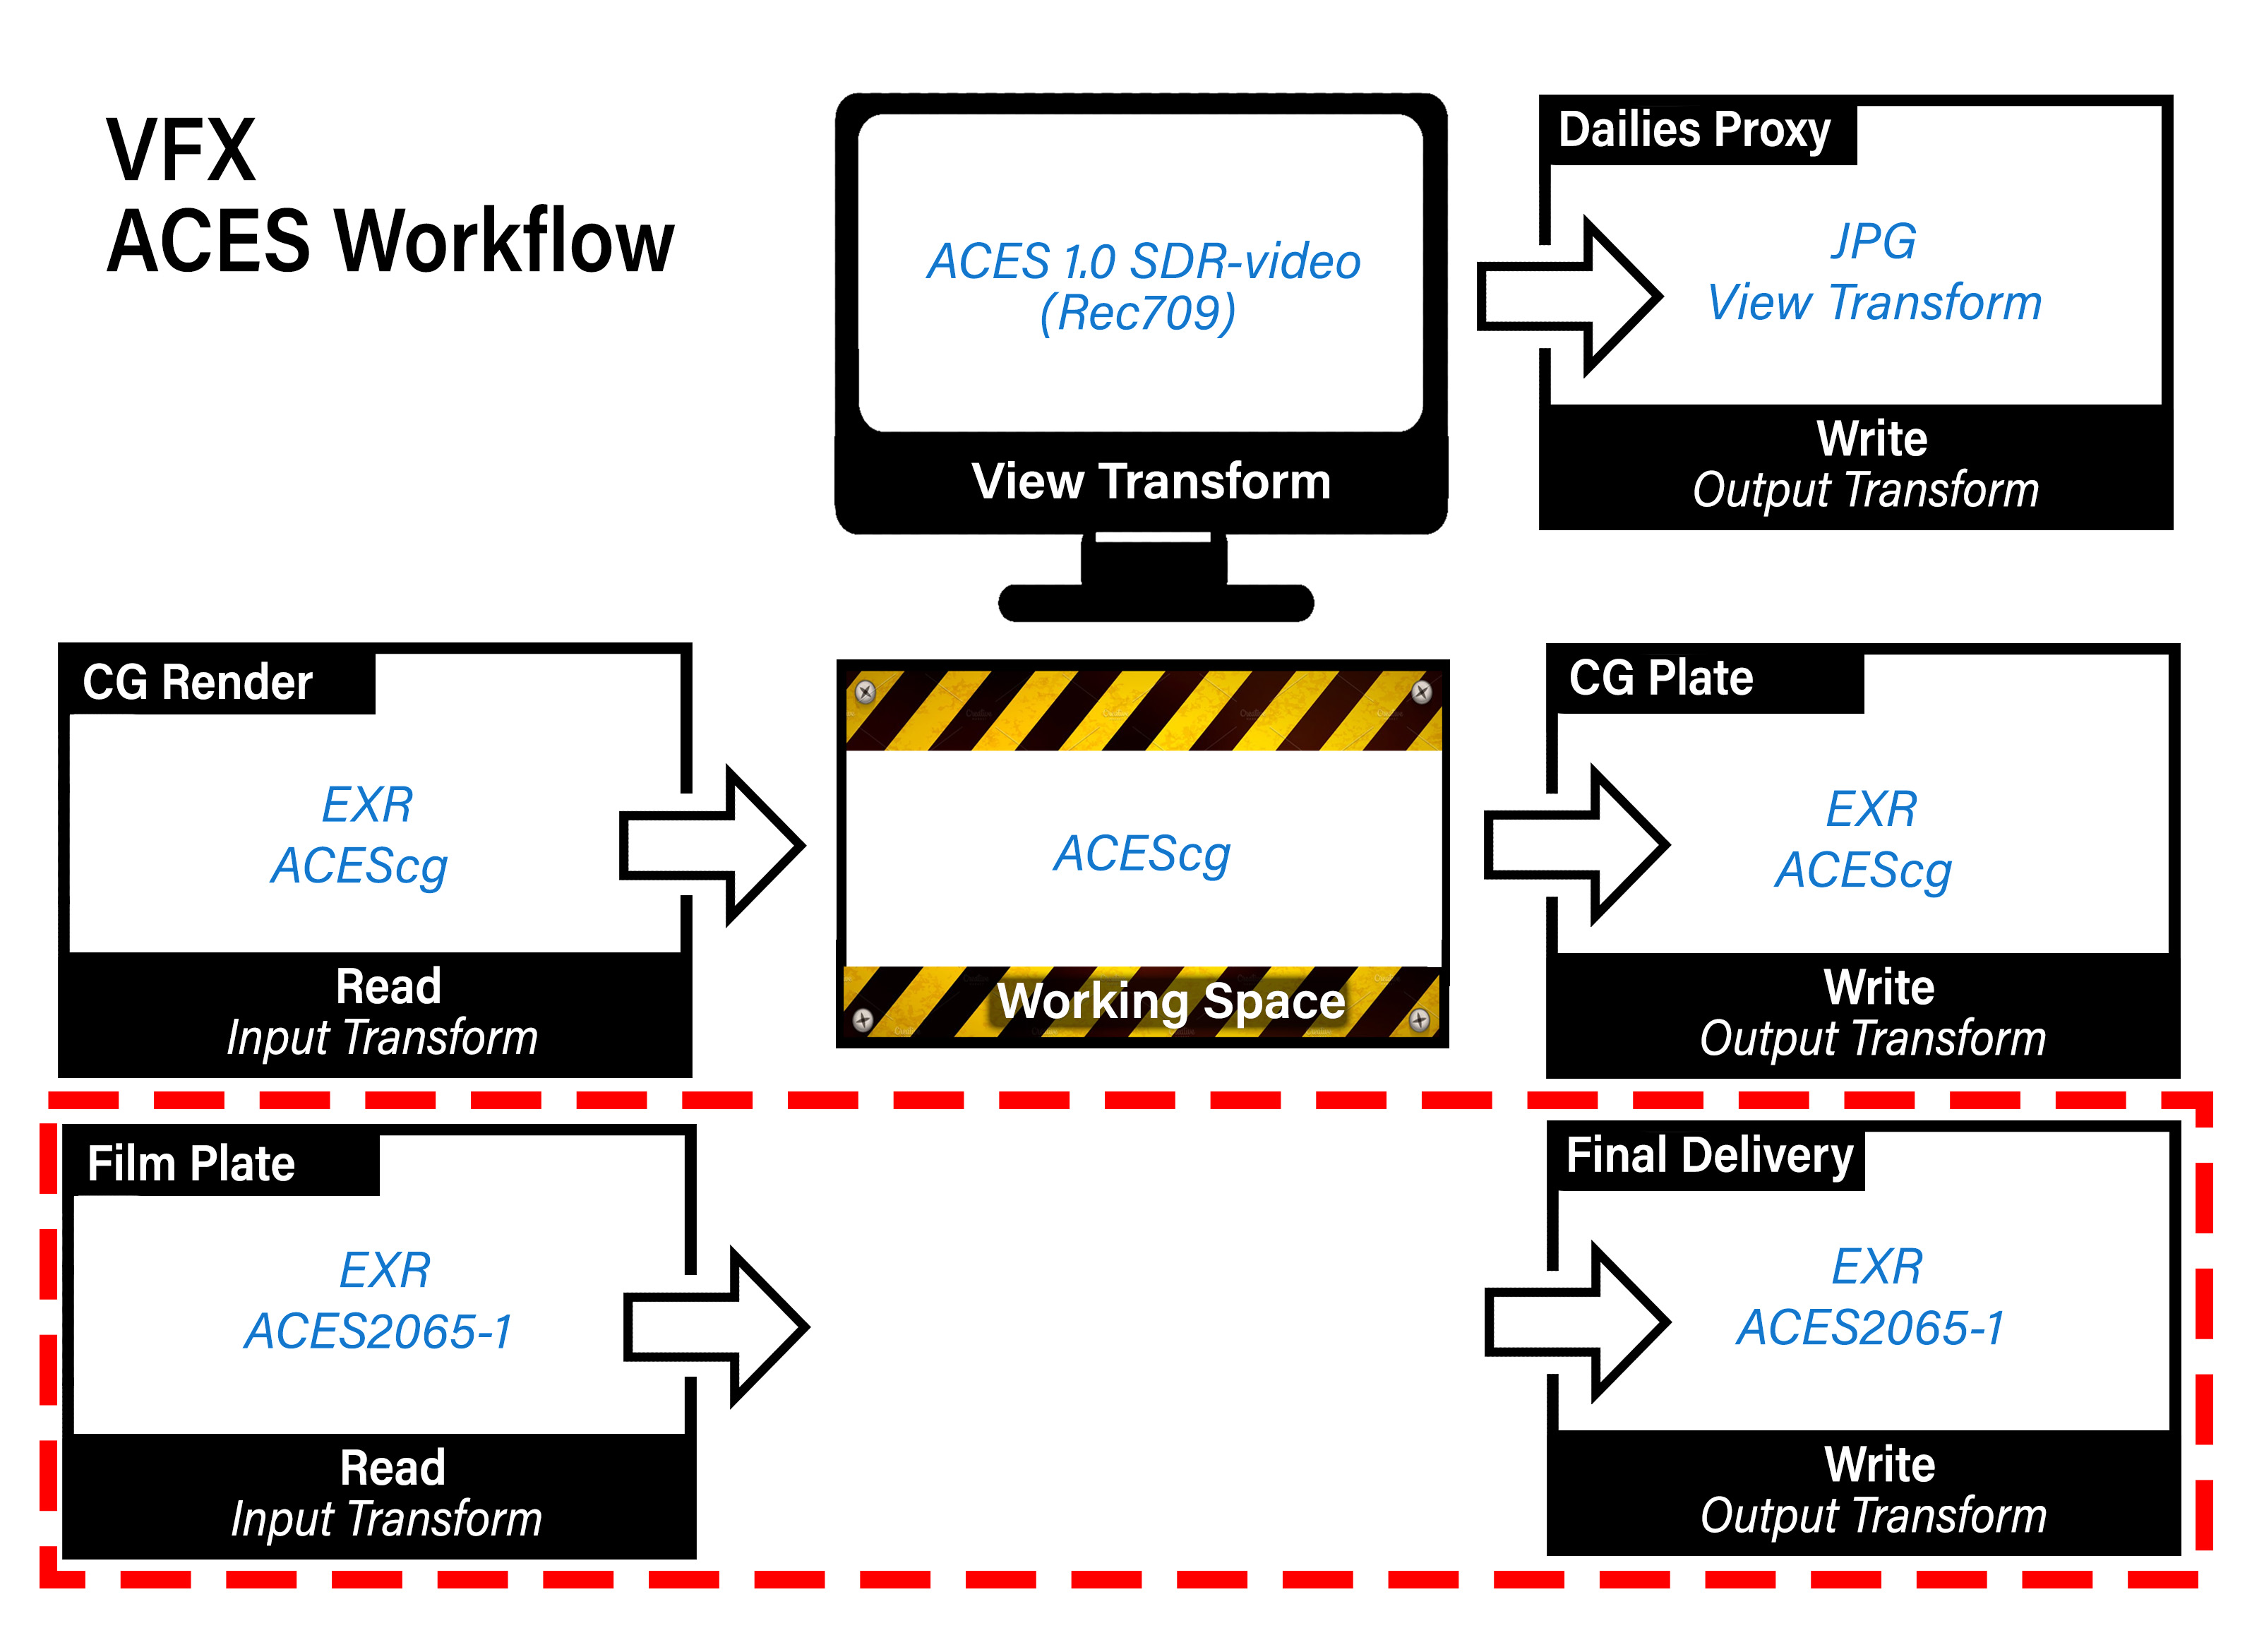 VFX
ACES Workflow
ACES 1.0 SDR-video
(Rec709)
View Transform
Dailies Proxy
JPG
View Transform
Write
Output Transform
CG Render
EXR
ACEScg
Read
Input Transform
ACEScg
Working Space
CG Plate
EXR
ACEScg
Write
Output Transform
Film Plate
EXR
ACES2065-1
Read
Input Transform
Final Delivery
EXR
ACES2065-1
Write
Output Transform